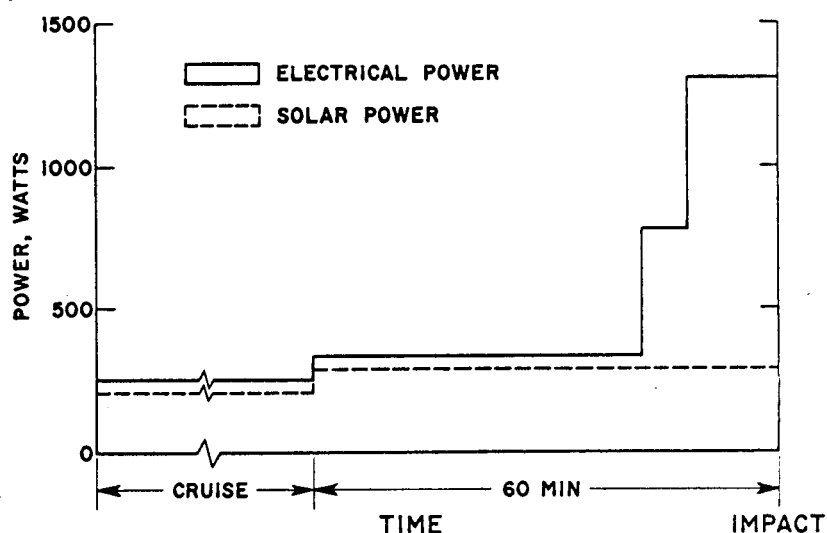 1500
ELECTRICAL POWER
SOLAR POWER
1000
POWER, WATTS
500
0
CRUISE
60 MIN
TIME
IMPACT